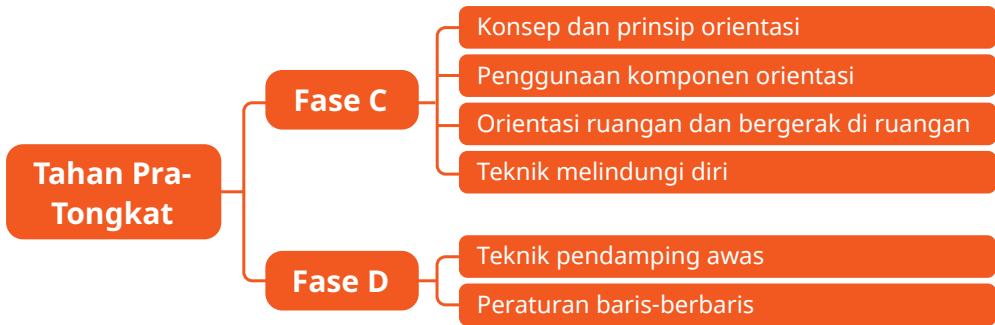 Tahan Pra-
Tongkat
Fase C
Konsep dan prinsip orientasi
Penggunaan komponen orientasi
Orientasi ruangan dan bergerak di ruangan
Teknik melindungi diri
Fase D
Teknik pendamping awas
Peraturan baris-berbaris